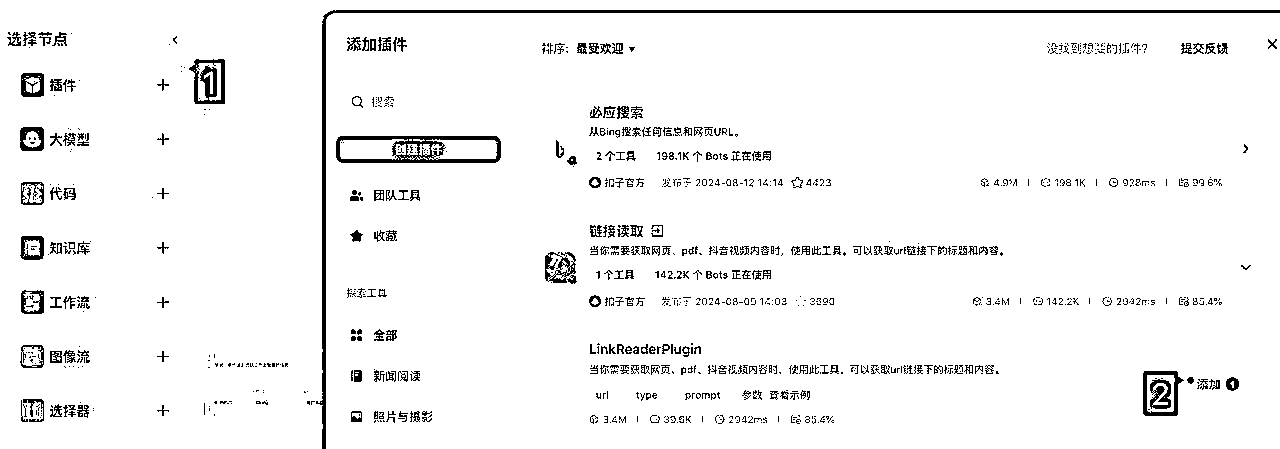 选择节点
插件
大模型
代码
知识库
工作流
图像流
选择器
1
添加插件
搜索
创建插件
团队工具
收藏
探索工具
全部
新闻阅读
照片与摄影
排序: 最受欢迎
没找到想要的插件? 提交反馈
必应搜索
从Bing搜索任何信息和网页URL。
2 个工具 198.1K 个 Bots 正在使用
扣子官方 发布于 2024-08-12 14:14 4423
4.9M | 198.1K | 928ms | 99.6%
链接读取
当你需要获取网页、pdf、抖音视频内容时，使用此工具。可以获取url链接下的标题和内容。
1 个工具 142.2K 个 Bots 正在使用
扣子官方 发布于 2024-08-05 14:08 3890
3.4M | 142.2K | 2942ms | 85.4%
LinkReaderPlugin
当你需要获取网页、pdf、抖音视频内容时，使用此工具。可以获取url链接下的标题和内容。
url type prompt 参数 查看示例
3.4M | 39.6K | 2942ms | 85.4%
2 添加 1